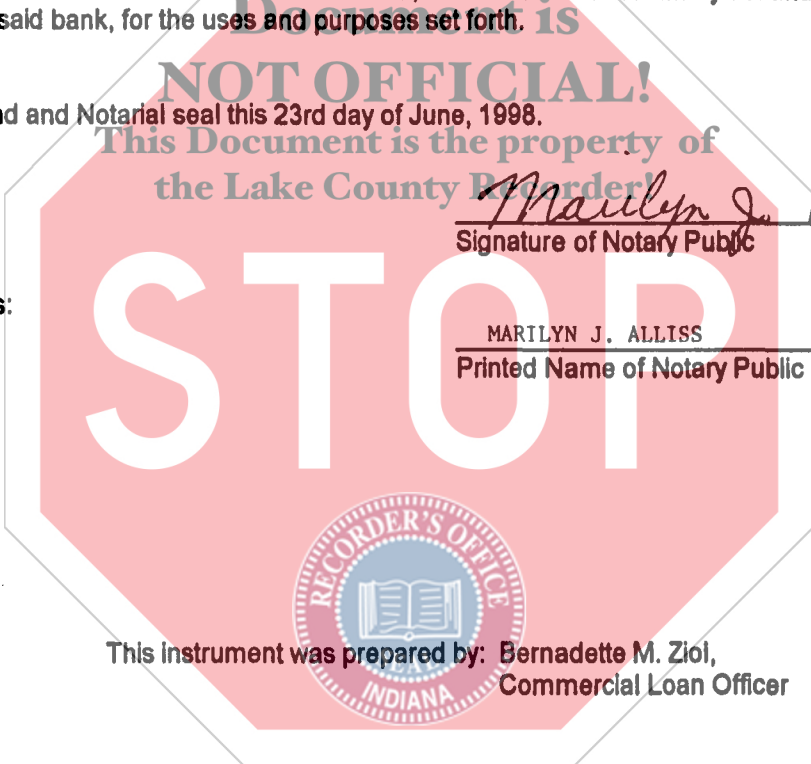 Document is
said bank, for the uses and purposes set forth.
NOT OFFICIAL!
nd and Notarial seal this 23rd day of June, 1998.
This Document is the property of
the Lake County Recorder!
Marilyn J.
Signature of Notary Public
s:
MARILYN J. ALLISS
Printed Name of Notary Public
STOP
RECORDER'S OFFICE
SEAL
INDIANA
This instrument was prepared by: Bernadette M. Ziol,
Commercial Loan Officer